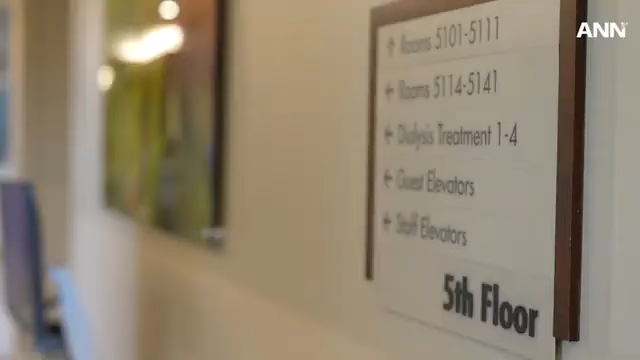 ANN
↑ Rooms 5101-5111
← Rooms 5114-5141
← Dialysis Treatment 1-4
← Guest Elevators
← Staff Elevators
5th Floor